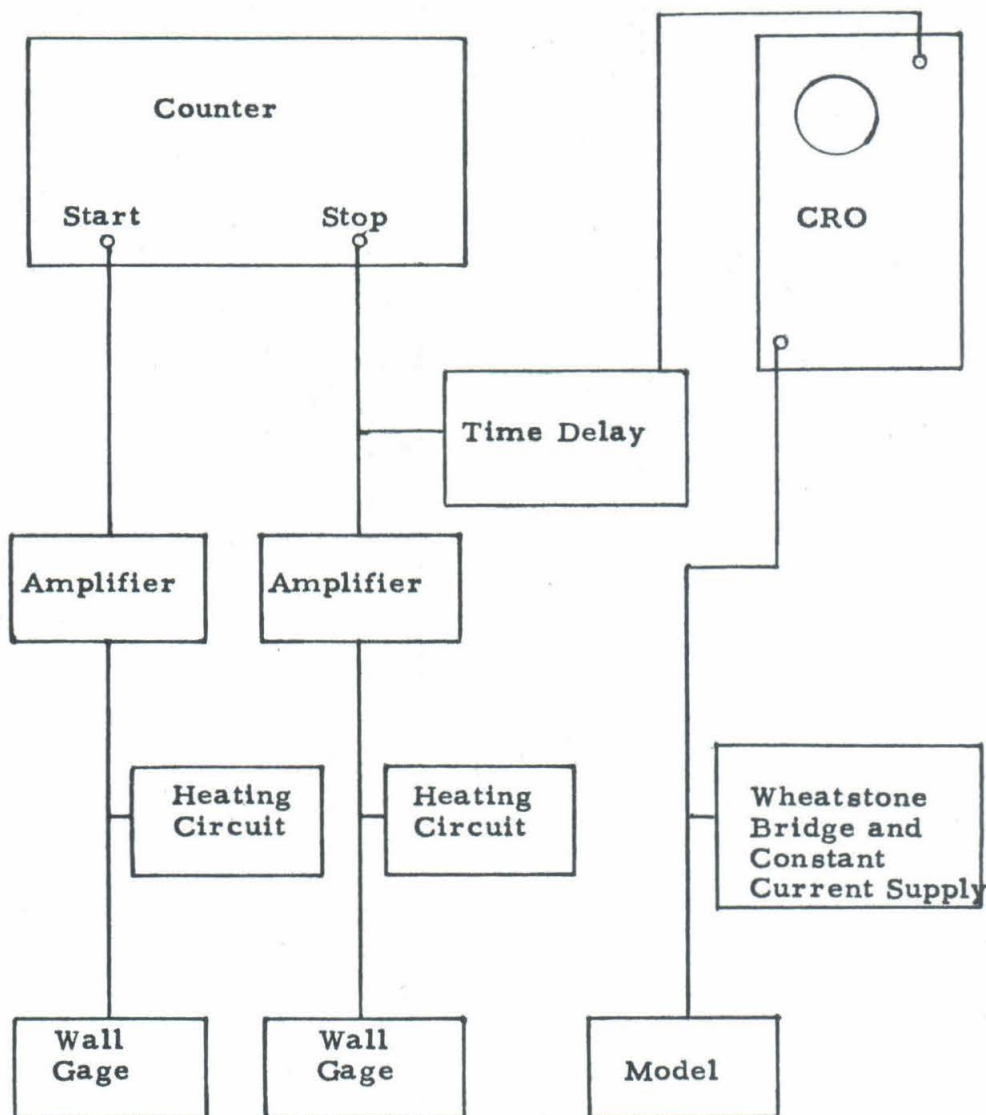 Counter
Start
Stop
CRO
Time Delay
Amplifier
Amplifier
Heating
Circuit
Heating
Circuit
Wheatstone
Bridge and
Constant
Current Supply
Wall
Gage
Wall
Gage
Model